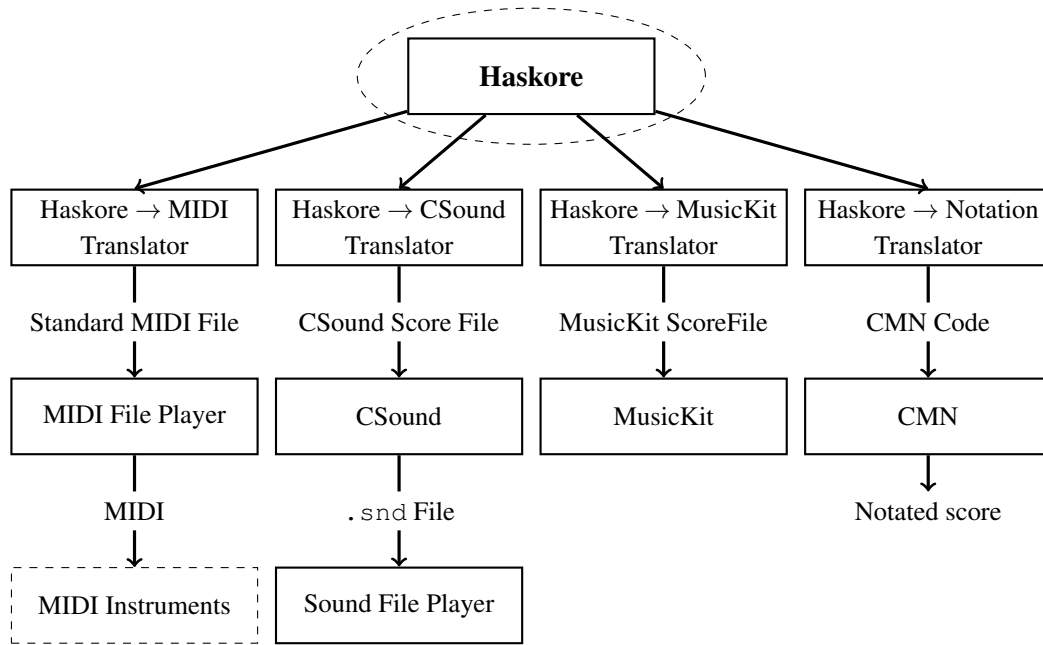 Haskore
Haskore → MIDI
Translator
Haskore → CSound
Translator
Haskore → MusicKit
Translator
Haskore → Notation
Translator
Standard MIDI File
CSound Score File
MusicKit ScoreFile
CMN Code
MIDI File Player
CSound
MusicKit
CMN
MIDI
.snd File
Notated score
MIDI Instruments
Sound File Player